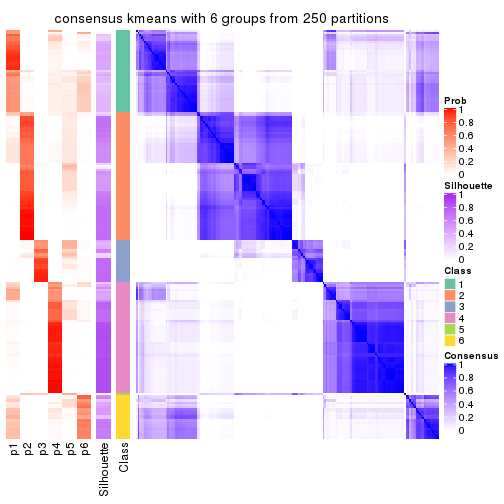 consensus kmeans with 6 groups from 250 partitions
Prob
1
0.8
0.6
0.4
0.2
0
Silhouette
1
0.8
0.6
0.4
0.2
0
Class
1
2
3
4
5
6
Consensus
1
0.8
0.6
0.4
0.2
0
p1
p2
p3
p4
p5
p6
Silhouette
Class